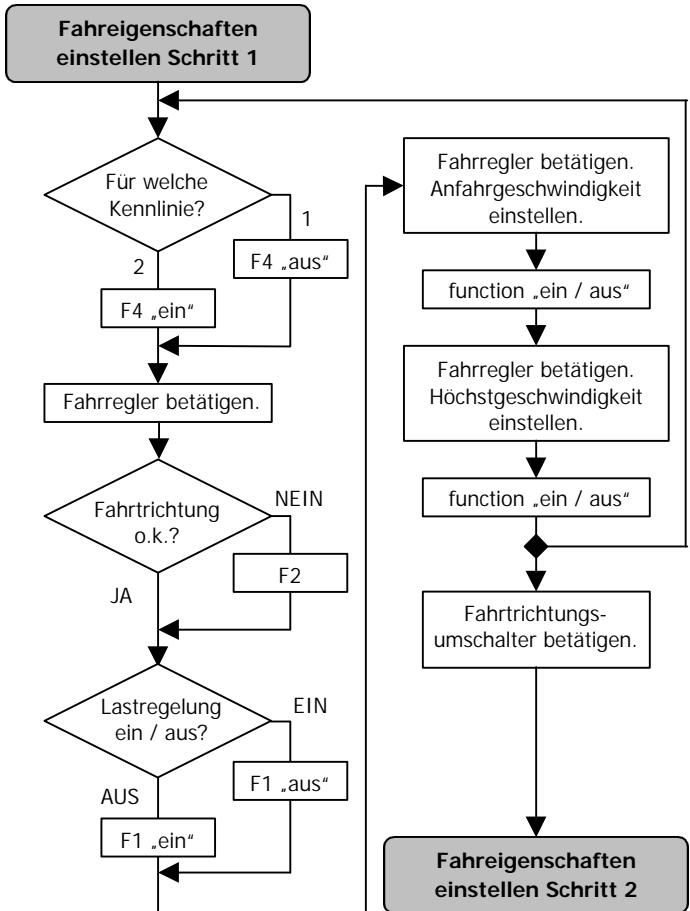 Fahreigenschaften
einstellen Schritt 1
Für welche
Kennlinie?
1
F4 „aus“
2
F4 „ein“
Fahrregler betätigen.
Fahrtrichtung
o.k.?
NEIN
F2
JA
Lastregelung
ein / aus?
EIN
F1 „aus“
AUS
F1 „ein“
Fahrregler betätigen.
Anfahrgeschwindigkeit
einstellen.
function „ein / aus“
Fahrregler betätigen.
Höchstgeschwindigkeit
einstellen.
function „ein / aus“
Fahrtrichtungs-
umschalter betätigen.
Fahreigenschaften
einstellen Schritt 2